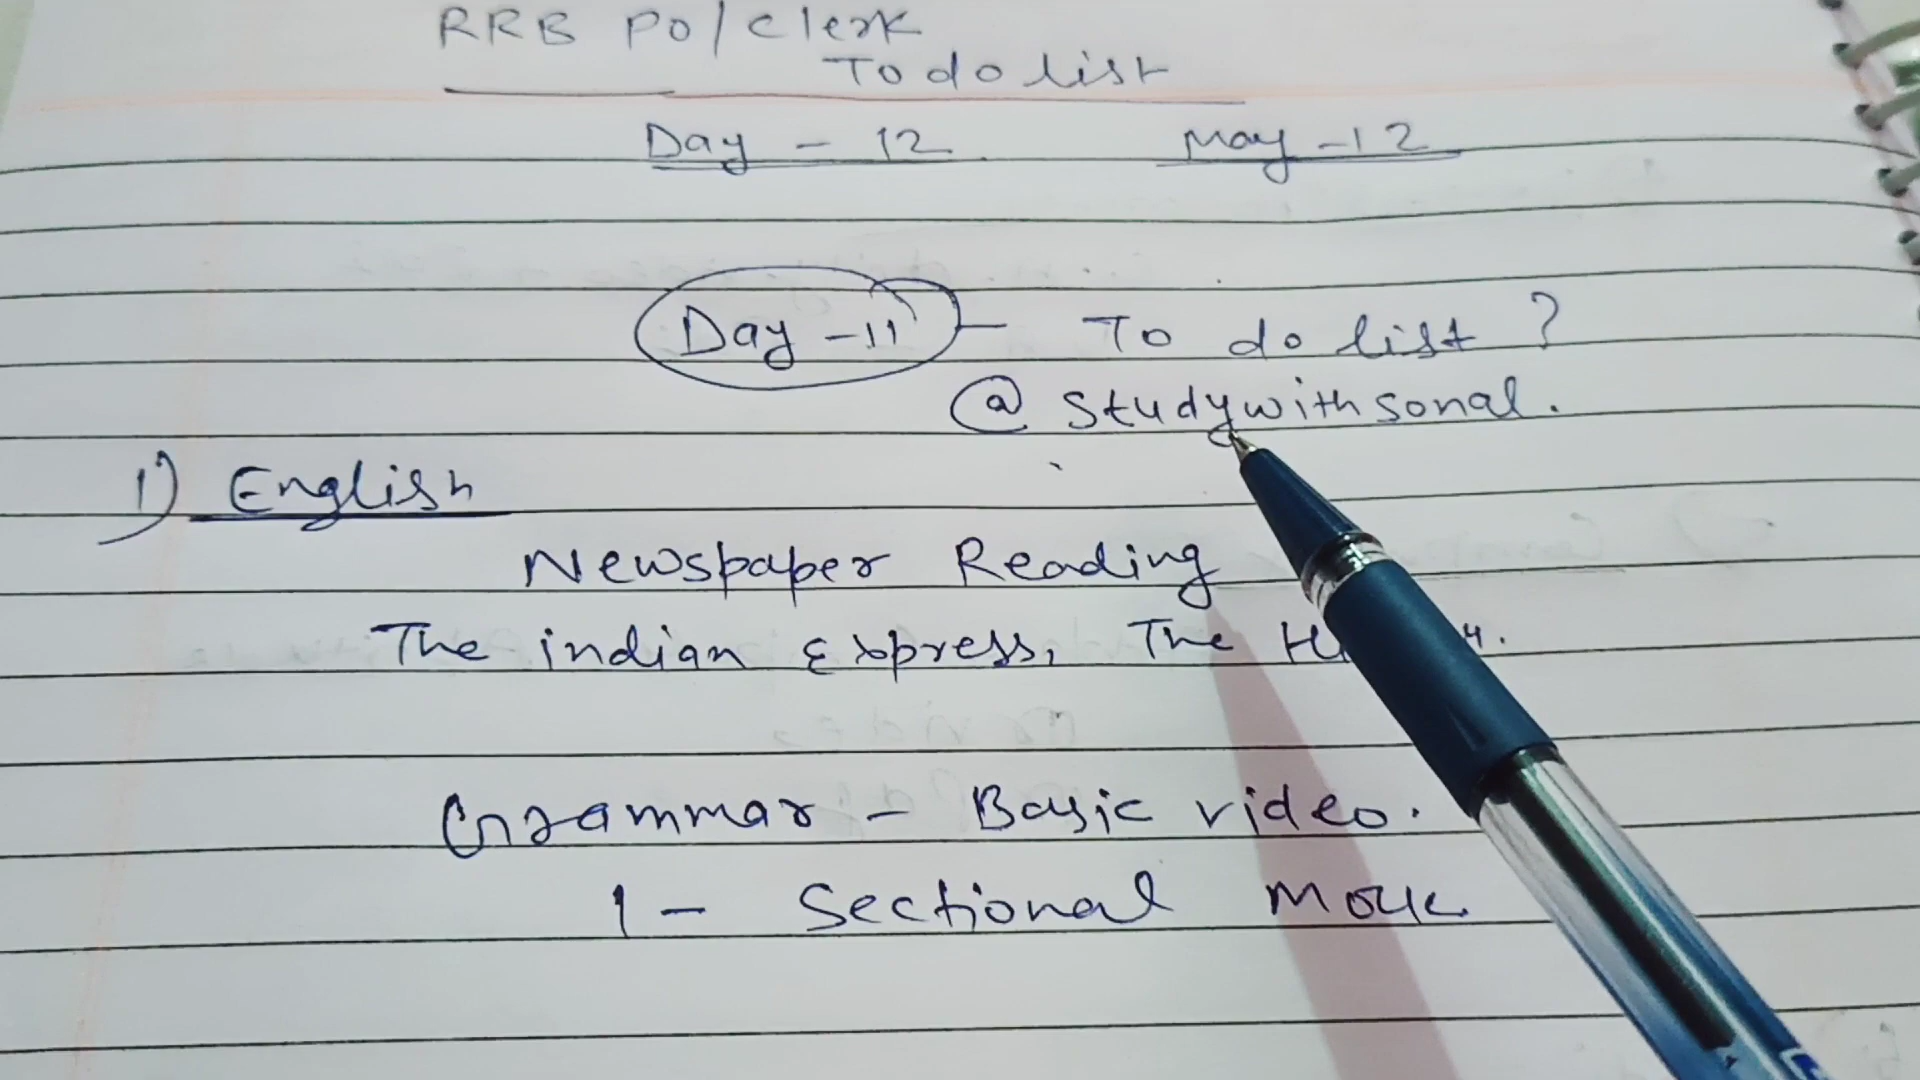 RRB PO/Clerk
To do list
Day - 12 May - 12
Day - 11 - To do list ?
@ studywithsonal.
1) English
Newspaper Reading
The indian Express, The
Grammar - Basic video.
1 - Sectional Mock